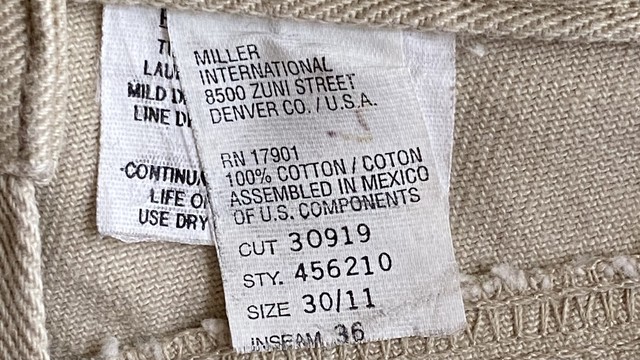 MILD
LINE
CONTINU
LIFE
USE DRY
MILLER
INTERNATIONAL
8500 ZUNI STREET
DENVER CO. / U.S.A.
RN 17901
100% COTTON / COTON
ASSEMBLED IN MEXICO
OF U.S. COMPONENTS
CUT 30919
STY. 456210
SIZE 30/11
INSEAM 36